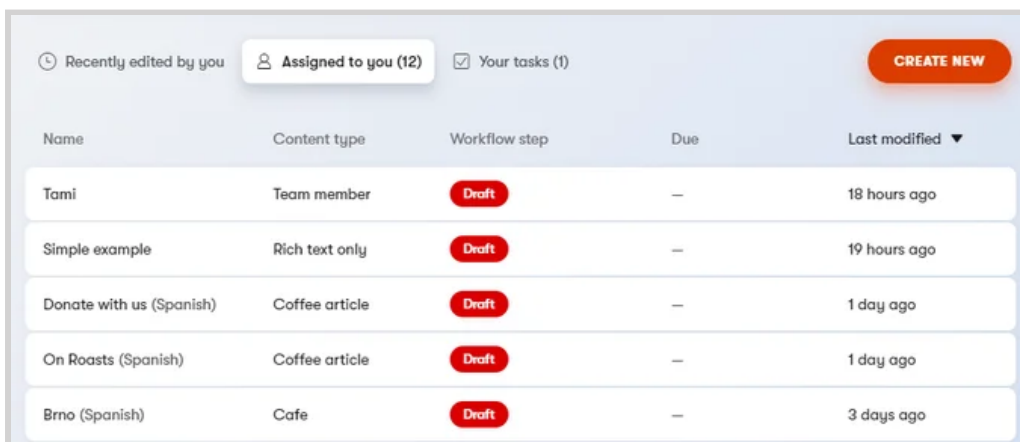 Recently edited by you Assigned to you (12) Your tasks (1) CREATE NEW
Name Content type Workflow step Due Last modified
Tami Team member Draft — 18 hours ago
Simple example Rich text only Draft — 19 hours ago
Donate with us (Spanish) Coffee article Draft — 1 day ago
On Roasts (Spanish) Coffee article Draft — 1 day ago
Brno (Spanish) Cafe Draft — 3 days ago